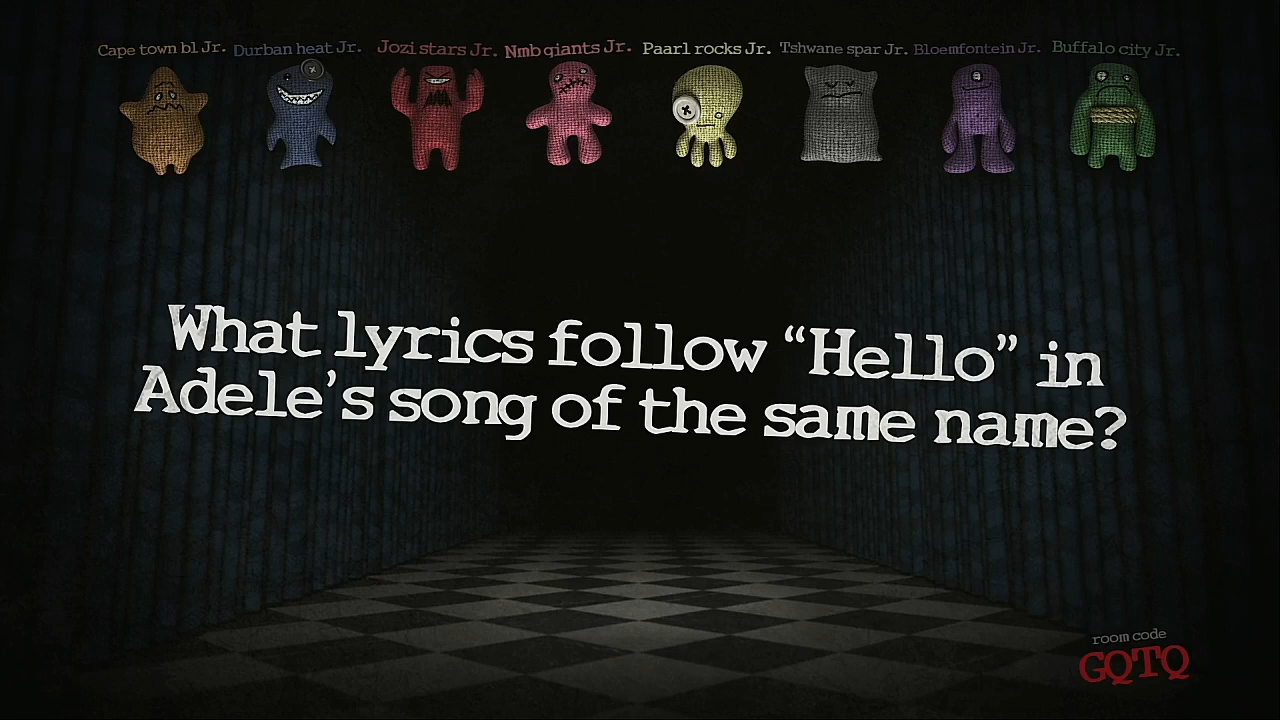 Cape town bl Jr. Durban heat Jr. Jozi stars Jr. Nmb giants Jr. Paarl rocks Jr. Tshwane spar Jr. Bloemfontein Jr. Buffalo city Jr.
What lyrics follow “Hello” in
Adele’s song of the same name?
room code
GQTQ